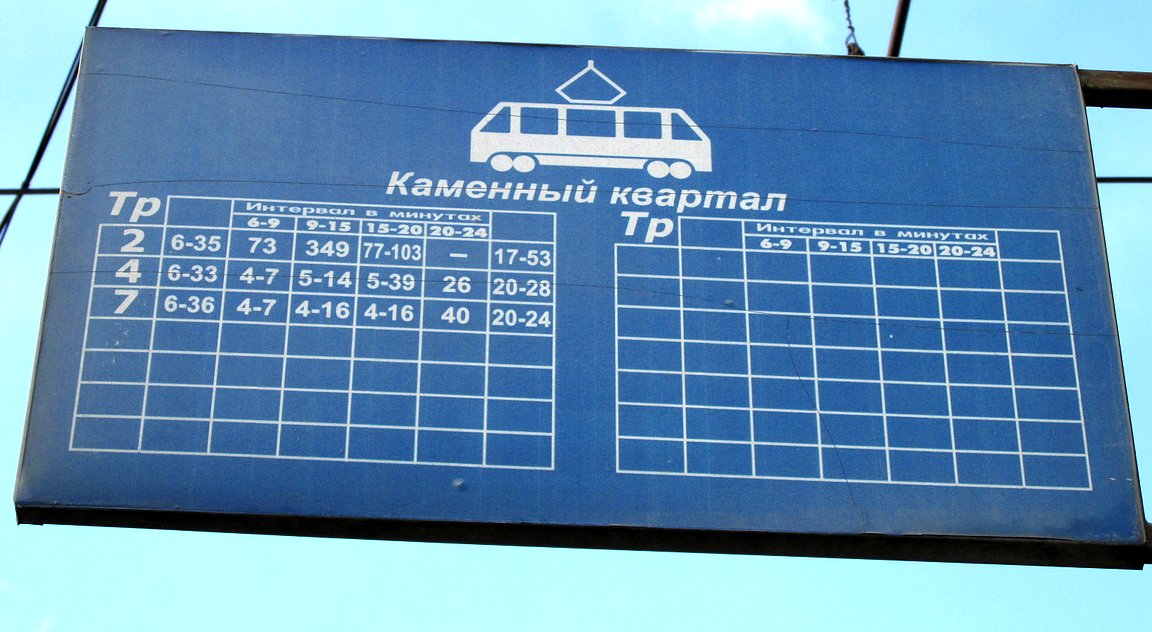 Каменный квартал
Тр Интервал в минутах
6-9 9-15 15-20 20-24
2 6-35 73 349 77-103 – 17-53
4 6-33 4-7 5-14 5-39 26 20-28
7 6-36 4-7 4-16 4-16 40 20-24
Тр Интервал в минутах
6-9 9-15 15-20 20-24